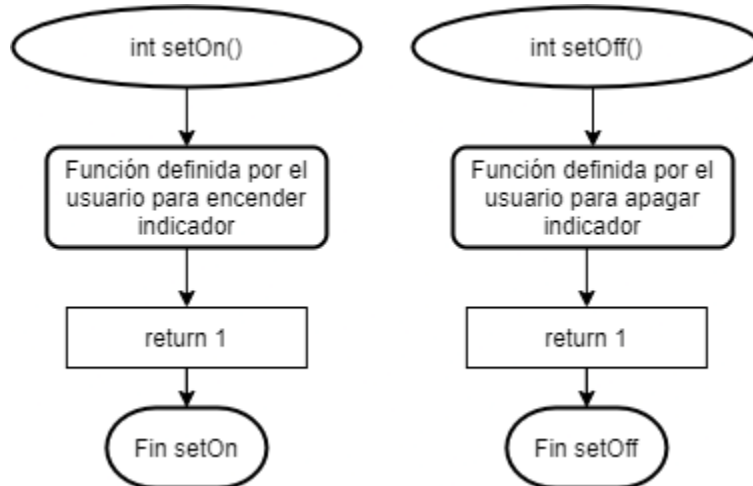 int setOn()
Función definida por el
usuario para encender
indicador
return 1
Fin setOn
int setOff()
Función definida por el
usuario para apagar
indicador
return 1
Fin setOff